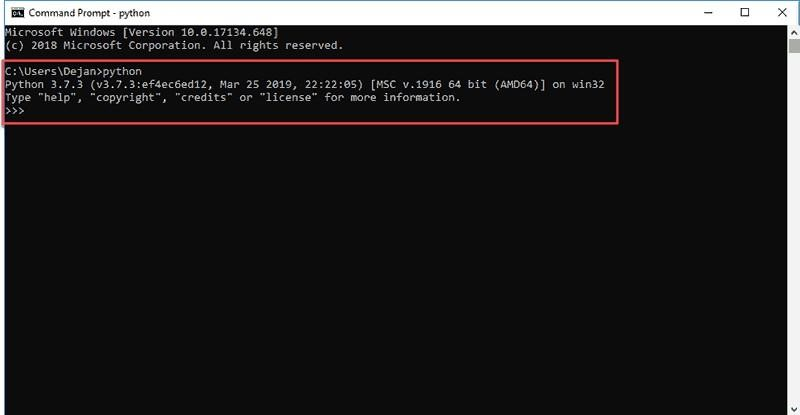 Command Prompt - python
Microsoft Windows [Version 10.0.17134.648]
(c) 2018 Microsoft Corporation. All rights reserved.
C:\Users\Dejan>python
Python 3.7.3 (v3.7.3:ef4ec6ed12, Mar 25 2019, 22:22:05) [MSC v.1916 64 bit (AMD64)] on win32
Type "help", "copyright", "credits" or "license" for more information.
>>>